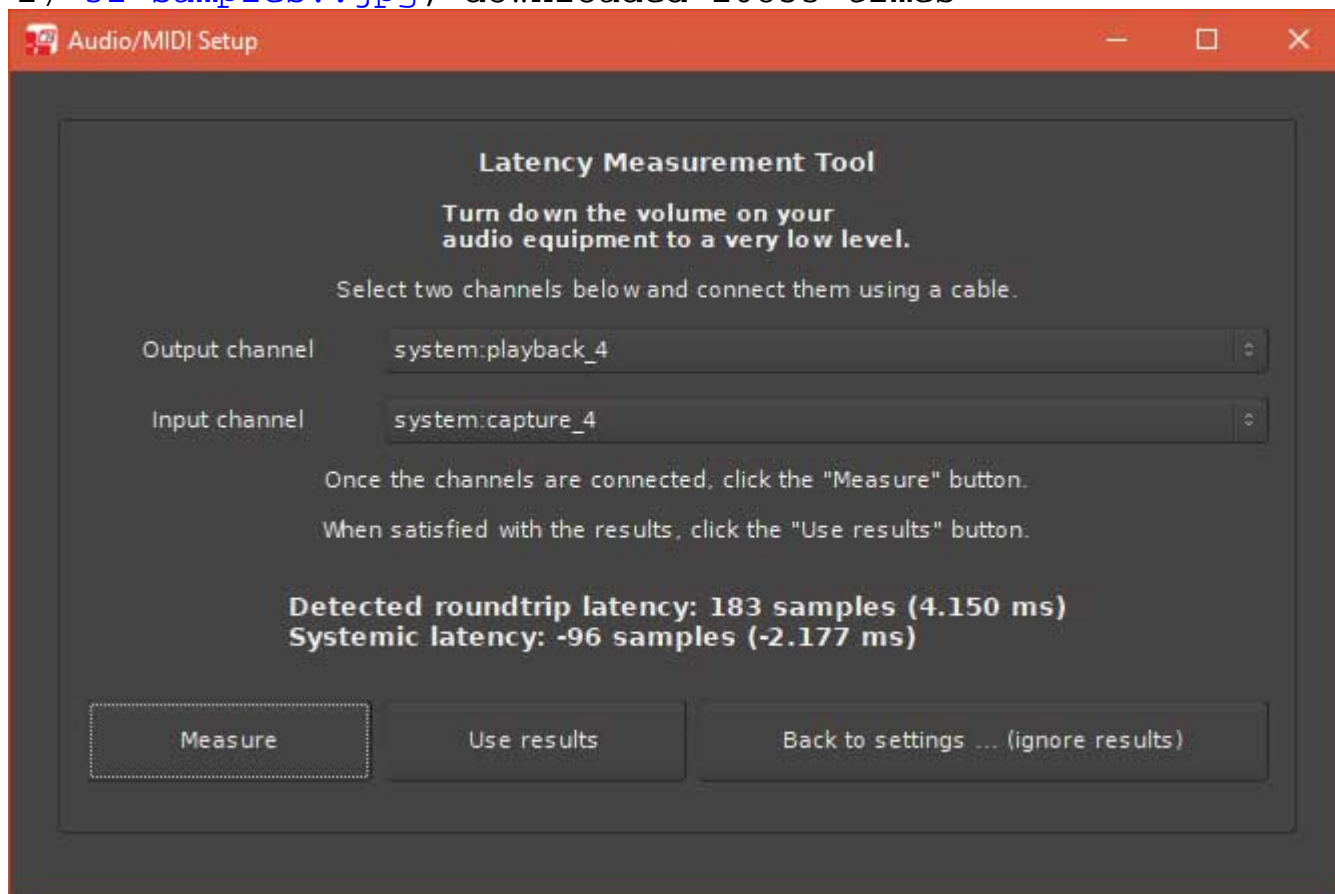 Audio/MIDI Setup
Latency Measurement Tool
Turn down the volume on your
audio equipment to a very low level.
Select two channels below and connect them using a cable.
Output channel system:playback_4
Input channel system:capture_4
Once the channels are connected, click the "Measure" button.
When satisfied with the results, click the "Use results" button.
Detected roundtrip latency: 183 samples (4.150 ms)
Systemic latency: -96 samples (-2.177 ms)
Measure Use results Back to settings ... (ignore results)